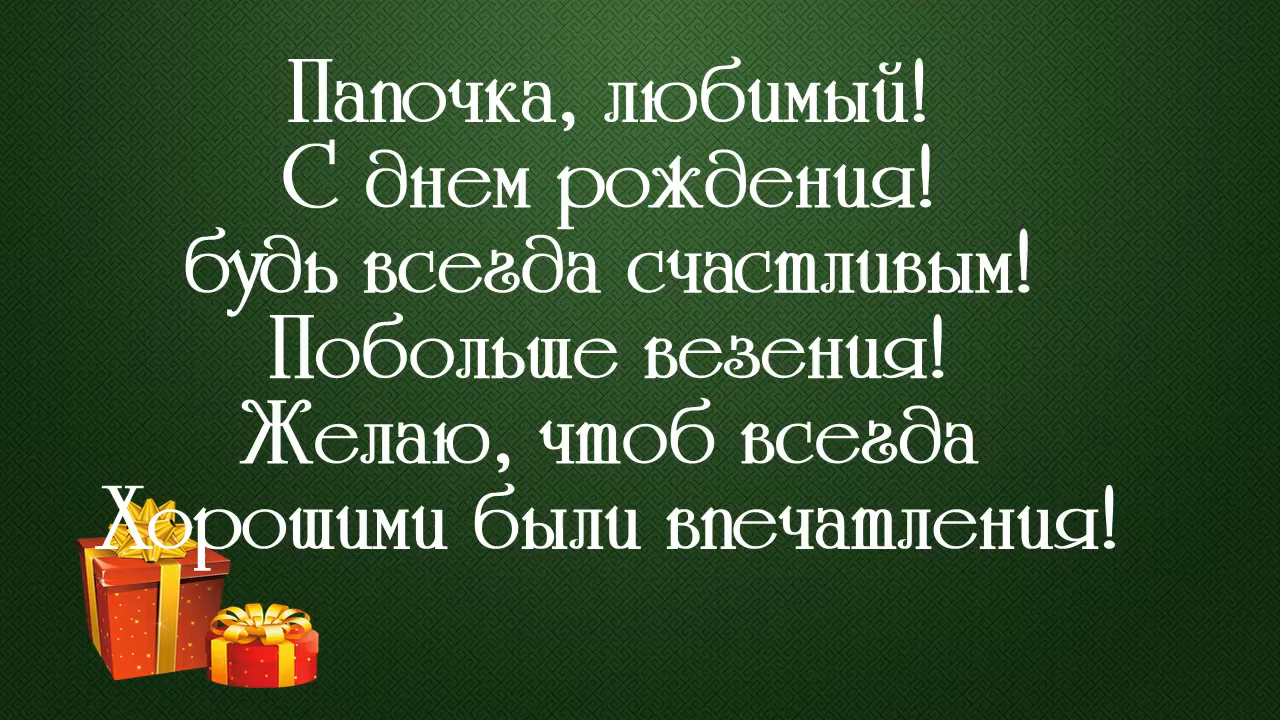 Папочка, любимый!
С днем рождения!
будь всегда счастливым!
Побольше везения!
Желаю, чтоб всегда
Хорошими были впечатления!